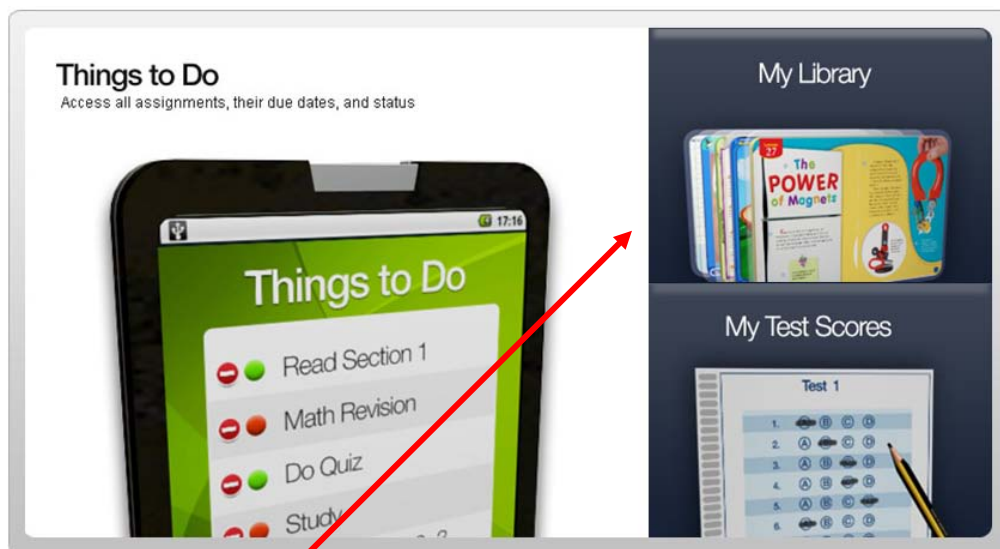 Things to Do
Access all assignments, their due dates, and status
17:16
Things to Do
Read Section 1
Math Revision
Do Quiz
Study
My Library
27
The
POWER
of Magnets
My Test Scores
Test 1
1. B C D
2. A C D
3. A B D
4. A B D
5. A B C
6. B C D